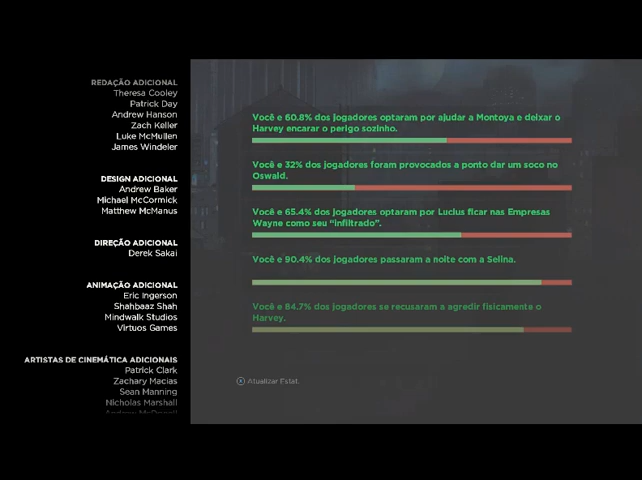 REDAÇÃO ADICIONAL
Theresa Cooley
Patrick Day
Andrew Hanson
Zach Keller
Luke McMullen
James Windeler
DESIGN ADICIONAL
Andrew Baker
Michael McCormick
Matthew McManus
DIREÇÃO ADICIONAL
Derek Sakai
ANIMAÇÃO ADICIONAL
Eric Ingerson
Shahbaaz Shah
Mindwalk Studios
Virtuos Games
ARTISTAS DE CINEMÁTICA ADICIONAIS
Patrick Clark
Zachary Macias
Sean Manning
Nicholas Marshall
Você e 60.8% dos jogadores optaram por ajudar a Montoya e deixar o
Harvey encarar o perigo sozinho.
Você e 32% dos jogadores foram provocados a ponto dar um soco no
Oswald.
Você e 65.4% dos jogadores optaram por Lucius ficar nas Empresas
Wayne como seu “infiltrado”.
Você e 90.4% dos jogadores passaram a noite com a Selina.
Você e 84.7% dos jogadores se recusaram a agredir fisicamente o
Harvey.
Atualizar Estat.